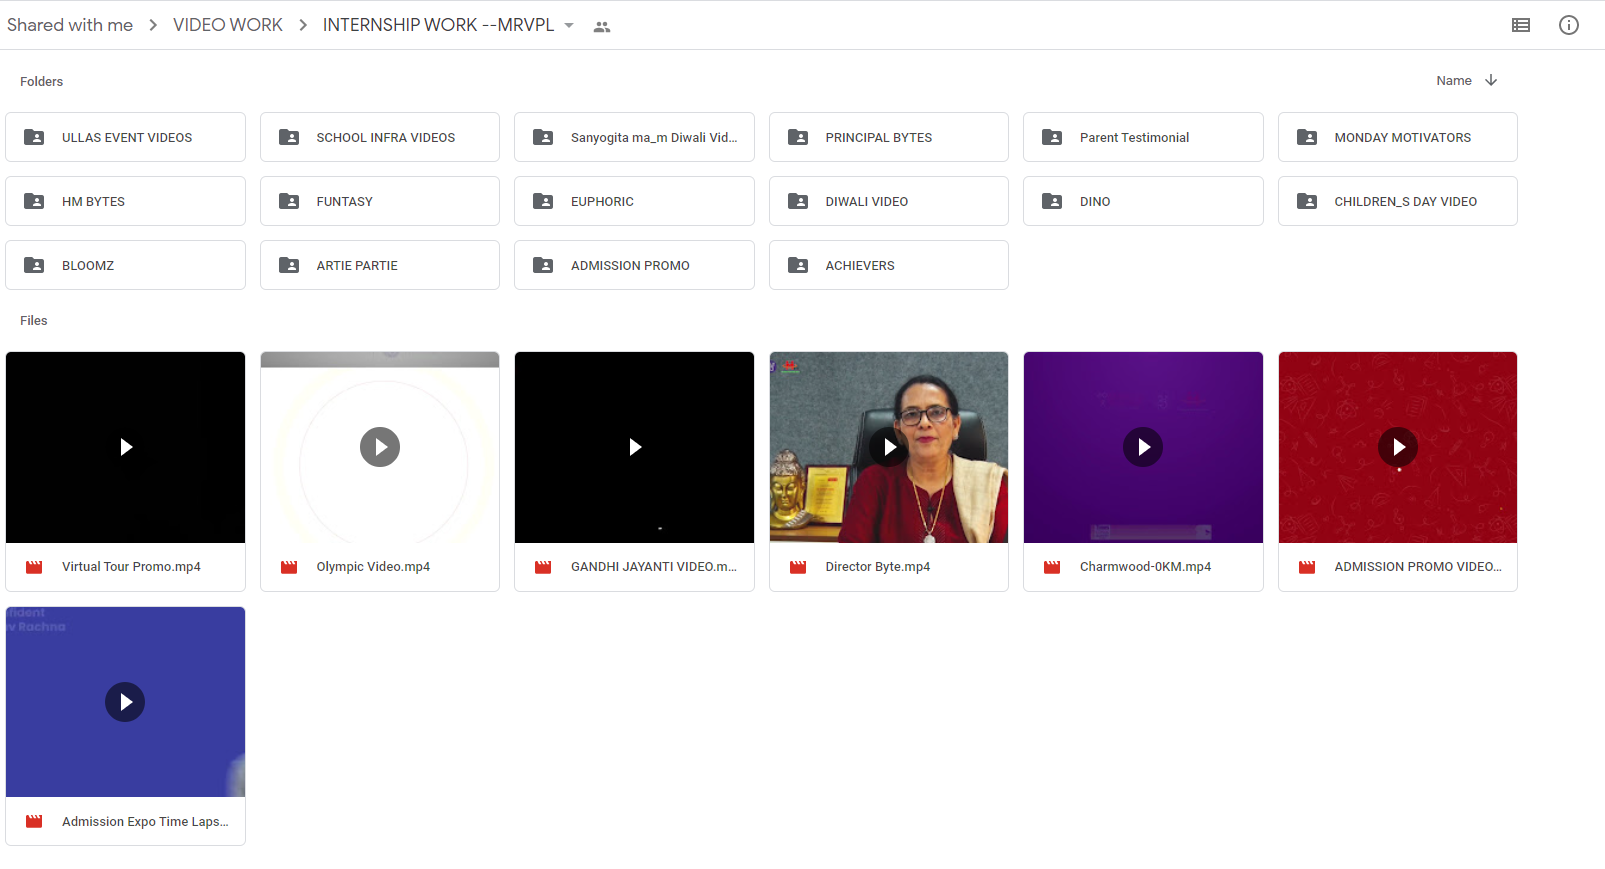 Shared with me > VIDEO WORK > INTERNSHIP WORK --MRVPL
Folders
Name
ULLAS EVENT VIDEOS
SCHOOL INFRA VIDEOS
Sanyogita ma_m Diwali Vid...
PRINCIPAL BYTES
Parent Testimonial
MONDAY MOTIVATORS
HM BYTES
FUNTASY
EUPHORIC
DIWALI VIDEO
DINO
CHILDREN_S DAY VIDEO
BLOOMZ
ARTIE PARTIE
ADMISSION PROMO
ACHIEVERS
Files
Virtual Tour Promo.mp4
Olympic Video.mp4
GANDHI JAYANTI VIDEO.m...
Director Byte.mp4
Charmwood-0KM.mp4
ADMISSION PROMO VIDEO...
Rachna
Admission Expo Time Laps...